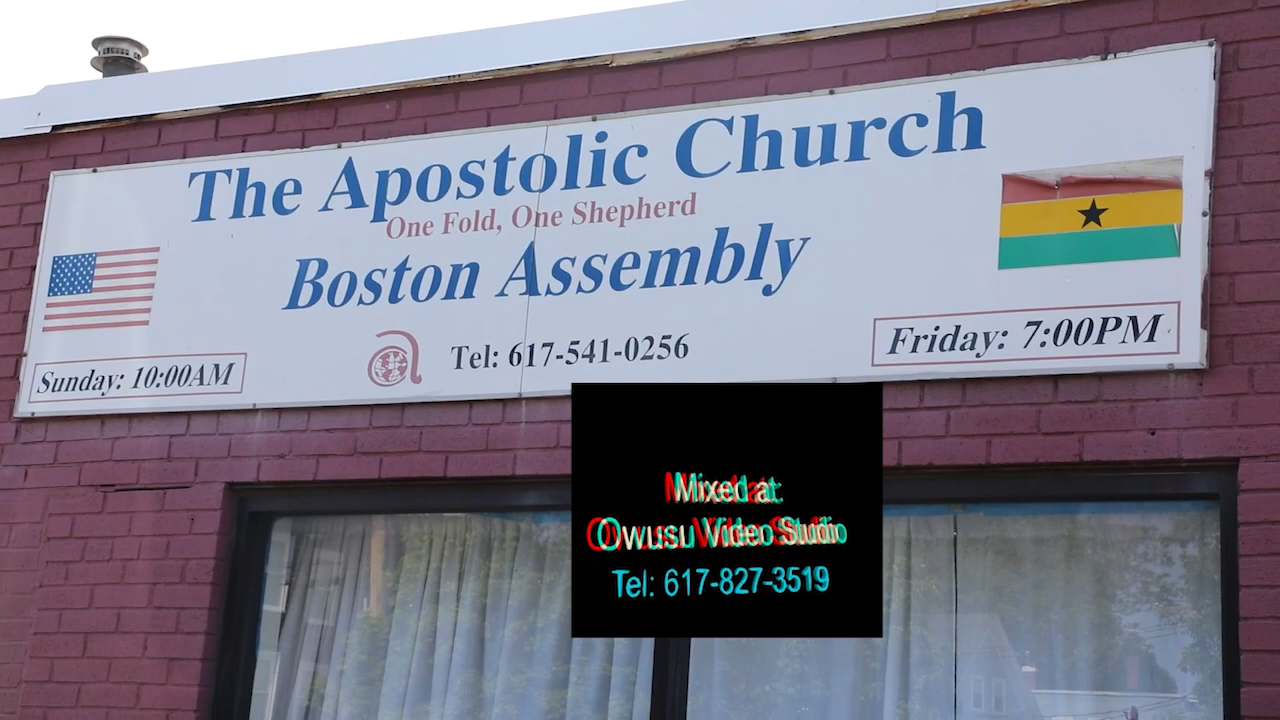 The Apostolic Church
One Fold, One Shepherd
Boston Assembly
Tel: 617-541-0256
Sunday: 10:00AM
Friday: 7:00PM
Mixed at:
Owusu Video Studio
Tel: 617-827-3519